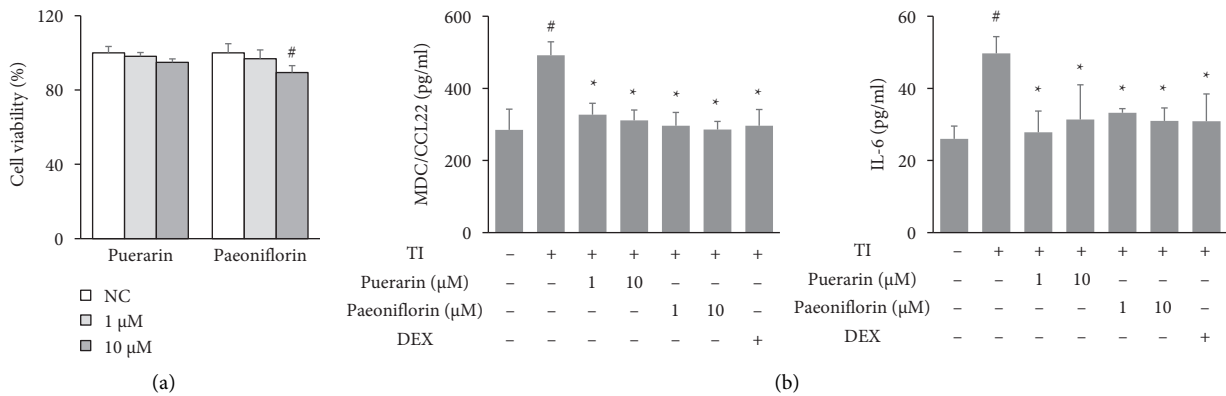 120
80
40
0
Cell viability (%)
#
Puerarin Paeoniflorin
NC
1 μM
10 μM
(a)
600
400
200
0
MDC/CCL22 (pg/ml)
#
* * * * *
TI – + + + + + +
Puerarin (μM) – – 1 10 – – –
Paeoniflorin (μM) – – – – 1 10 –
DEX – – – – – – +
60
40
20
0
IL-6 (pg/ml)
#
* * * * *
TI – + + + + + +
Puerarin (μM) – – 1 10 – – –
Paeoniflorin (μM) – – – – 1 10 –
DEX – – – – – – +
(b)